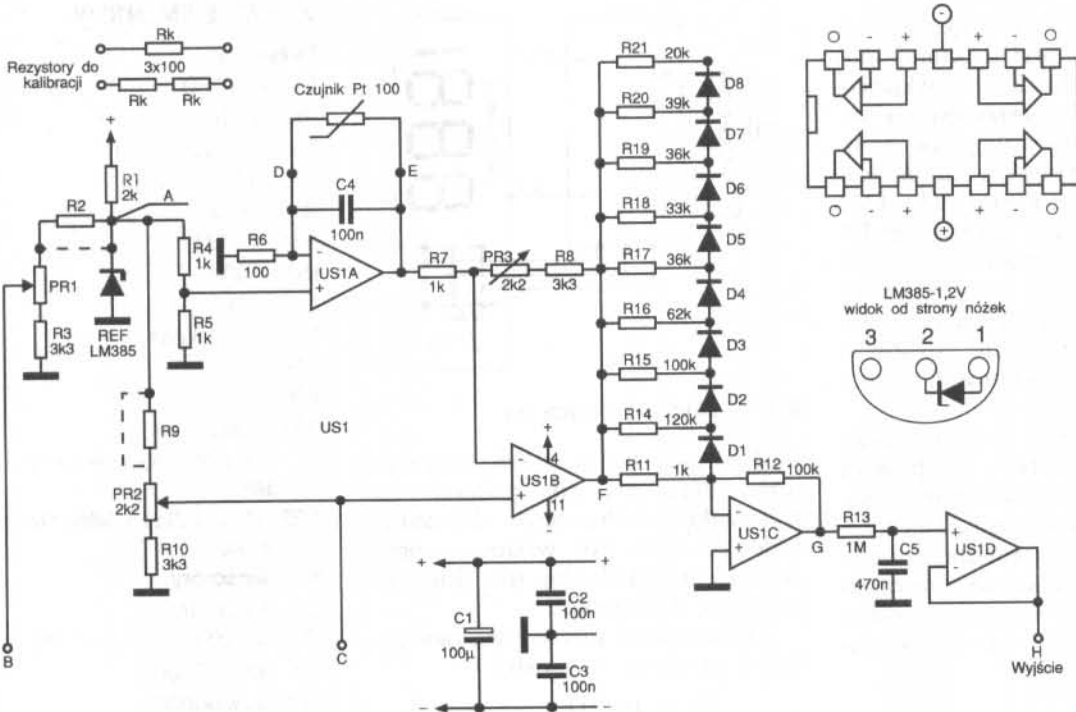 Rk
3x100
Rezystory do
kalibracji
Rk Rk
+
R1
2k
A
R2
PR1
R3
3k3
REF
LM385
R4
1k
R5
1k
R6
100
Czujnik Pt 100
D
E
C4
100n
-
+
US1A
R7
1k
PR3
2k2
R8
3k3
R9
PR2
2k2
R10
3k3
US1
B
C
-
+
US1B
+
4
11
-
F
R21 20k
D8
R20 39k
D7
R19 36k
D6
R18 33k
D5
R17 36k
D4
R16 62k
D3
R15 100k
D2
R14 120k
D1
R11 1k
R12 100k
-
+
US1C
G
R13
1M
C5
470n
+
-
US1D
H
Wyjście
+ +
C1
100μ
C2
100n
C3
100n
- -
-
O - + + - O
O - + + - O
+
LM385-1,2V
widok od strony nóżek
3 2 1